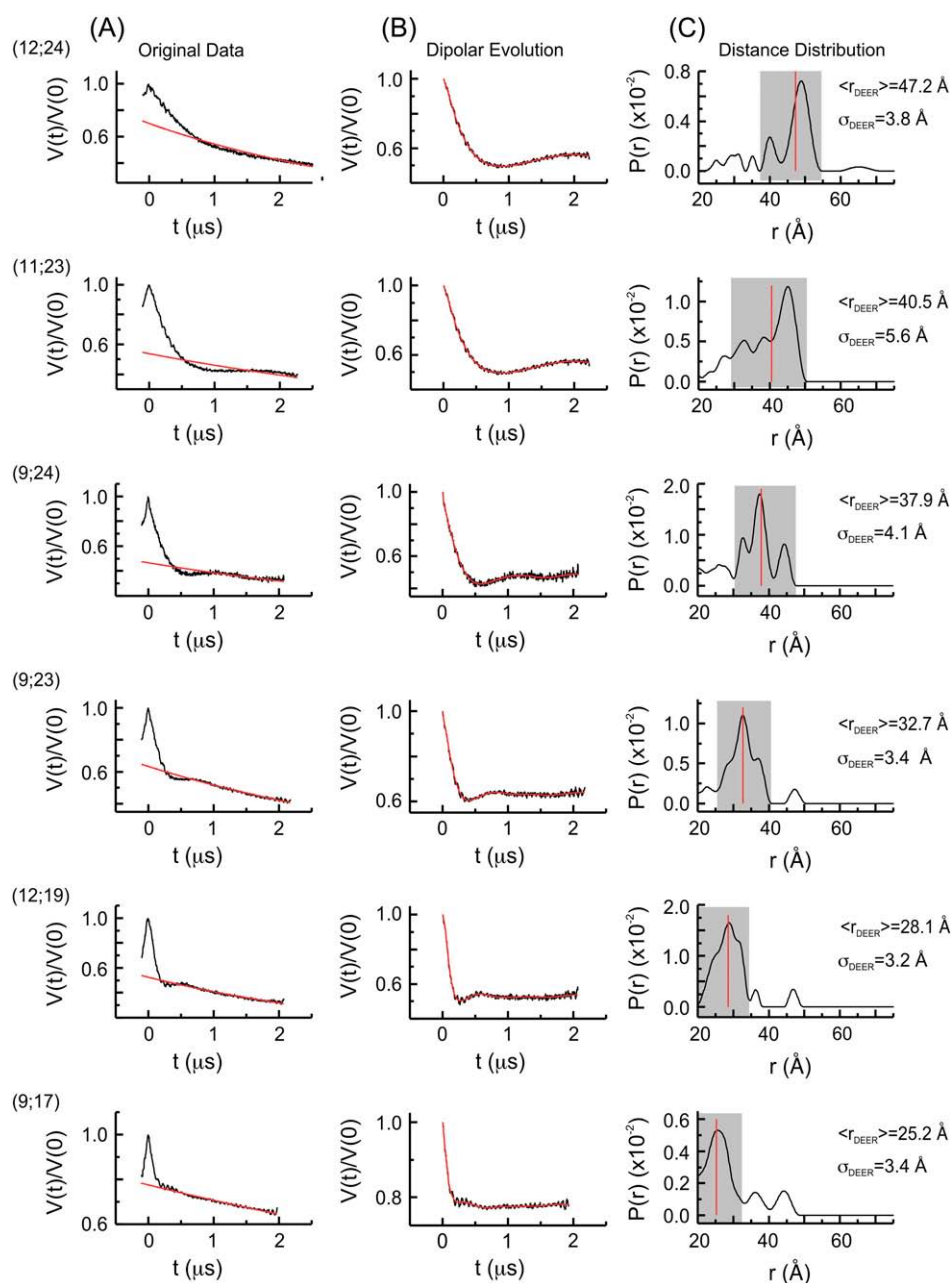 (A) (B) (C)
Original Data Dipolar Evolution Distance Distribution
(12;24)
V(t)/V(0)
1.0
0.6
0 1 2
t (μs)
V(t)/V(0)
1.0
0.6
0 1 2
t (μs)
P(r) (x10⁻²)
0.8
0.4
0.0
20 40 60
r (Å)
<r_DEER>=47.2 Å
σ_DEER=3.8 Å
(11;23)
V(t)/V(0)
1.0
0.6
0 1 2
t (μs)
V(t)/V(0)
1.0
0.6
0 1 2
t (μs)
P(r) (x10⁻²)
1.0
0.5
0.0
20 40 60
r (Å)
<r_DEER>=40.5 Å
σ_DEER=5.6 Å
(9;24)
V(t)/V(0)
1.0
0.6
0 1 2
t (μs)
V(t)/V(0)
1.0
0.6
0 1 2
t (μs)
P(r) (x10⁻²)
2.0
1.0
0.0
20 40 60
r (Å)
<r_DEER>=37.9 Å
σ_DEER=4.1 Å
(9;23)
V(t)/V(0)
1.0
0.6
0 1 2
t (μs)
V(t)/V(0)
1.0
0.6
0 1 2
t (μs)
P(r) (x10⁻²)
1.0
0.5
0.0
20 40 60
r (Å)
<r_DEER>=32.7 Å
σ_DEER=3.4 Å
(12;19)
V(t)/V(0)
1.0
0.6
0 1 2
t (μs)
V(t)/V(0)
1.0
0.6
0 1 2
t (μs)
P(r) (x10⁻²)
2.0
1.0
0.0
20 40 60
r (Å)
<r_DEER>=28.1 Å
σ_DEER=3.2 Å
(9;17)
V(t)/V(0)
1.0
0.6
0 1 2
t (μs)
V(t)/V(0)
1.0
0.8
0 1 2
t (μs)
P(r) (x10⁻²)
0.6
0.4
0.2
0.0
20 40 60
r (Å)
<r_DEER>=25.2 Å
σ_DEER=3.4 Å